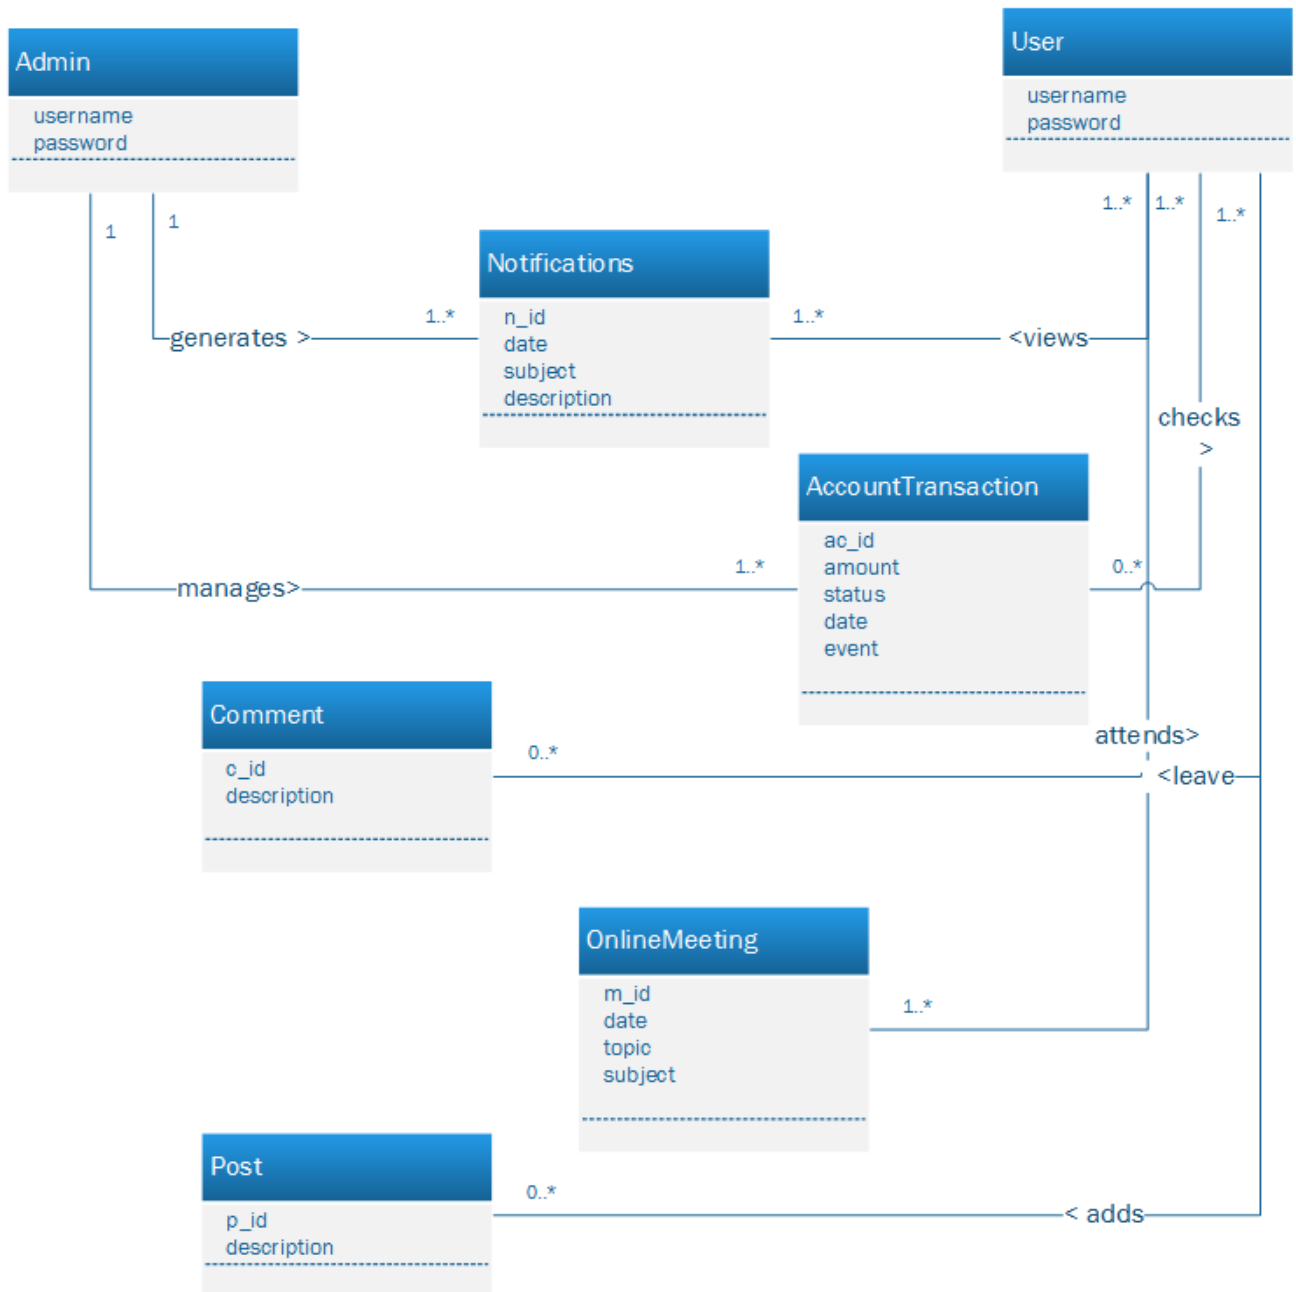 Admin
username
password
User
username
password
1
1
1..*
1..*
1..*
Notifications
n_id
date
subject
description
generates >
1..*
1..*
<views
checks
>
AccountTransaction
ac_id
amount
status
date
event
manages>
1..*
0..*
Comment
c_id
description
0..*
attends>
<leave
OnlineMeeting
m_id
date
topic
subject
1..*
Post
p_id
description
0..*
< adds